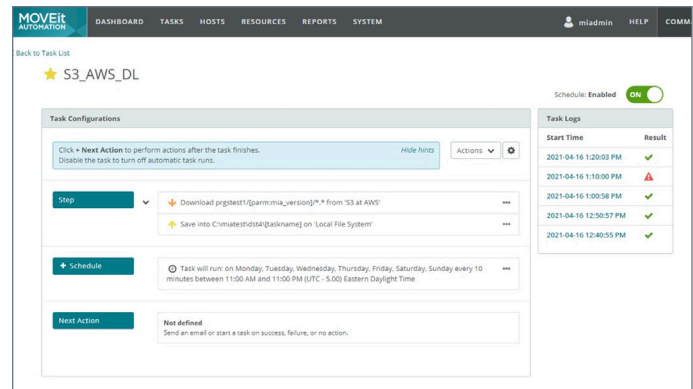 MOVEit
AUTOMATION
DASHBOARD TASKS HOSTS RESOURCES REPORTS SYSTEM miadmin HELP COMMA
Back to Task List
S3_AWS_DL
Schedule: Enabled ON
Task Configurations
Click + Next Action to perform actions after the task finishes.
Disable the task to turn off automatic task runs.
Hide hints
Actions
Step
Download prgstest1/[parm:mia_version]/*.* from 'S3 at AWS'
Save into C:\miatest\dst4\[taskname] on 'Local File System'
+ Schedule
Task will run: on Monday, Tuesday, Wednesday, Thursday, Friday, Saturday, Sunday every 10
minutes between 11:00 AM and 11:00 PM (UTC - 5.00) Eastern Daylight Time
Next Action
Not defined
Send an email or start a task on success, failure, or no action.
Task Logs
Start Time Result
2021-04-16 1:20:03 PM
2021-04-16 1:10:00 PM
2021-04-16 1:00:58 PM
2021-04-16 12:50:57 PM
2021-04-16 12:40:55 PM